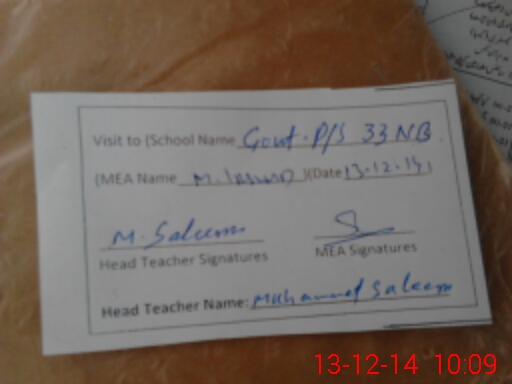 Visit to (School Name Govt. P/S 33 NB
(MEA Name M. )(Date 13.12.14)
M. Saleem
Head Teacher Signatures MEA Signatures
Head Teacher Name: Muhammad Saleem
13-12-14 10:09